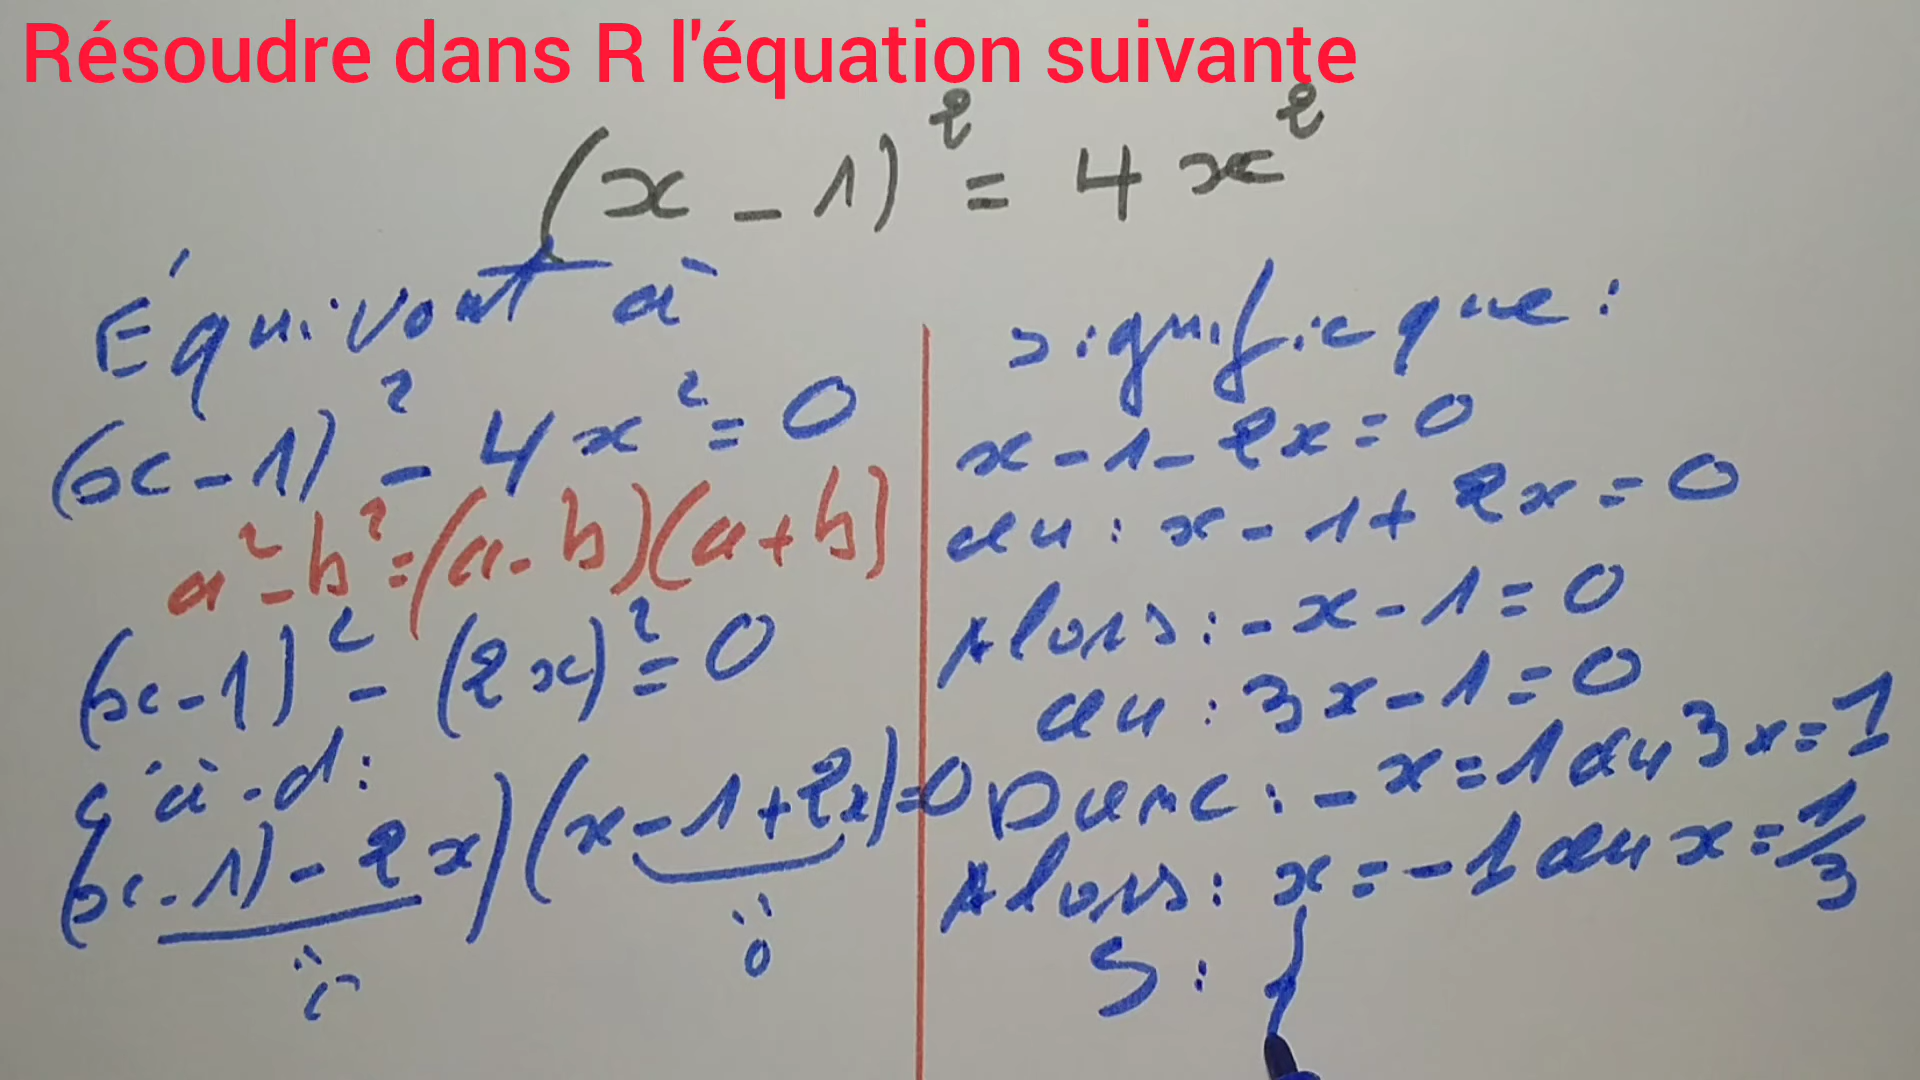 Résoudre dans R l'équation suivante
(x - 1)² = 4x²
Équivaut à
(x - 1)² - 4x² = 0
a² - b² = (a - b)(a + b)
(x - 1)² - (2x)² = 0
c'à-d:
(x - 1) - 2x)(x - 1 + 2x) = 0
signifie que :
x - 1 - 2x = 0
ou : x - 1 + 2x = 0
Alors : -x - 1 = 0
ou : 3x - 1 = 0
Donc : -x = 1 ou 3x = 1
Alors : x = -1 ou x = 1/3
S : {